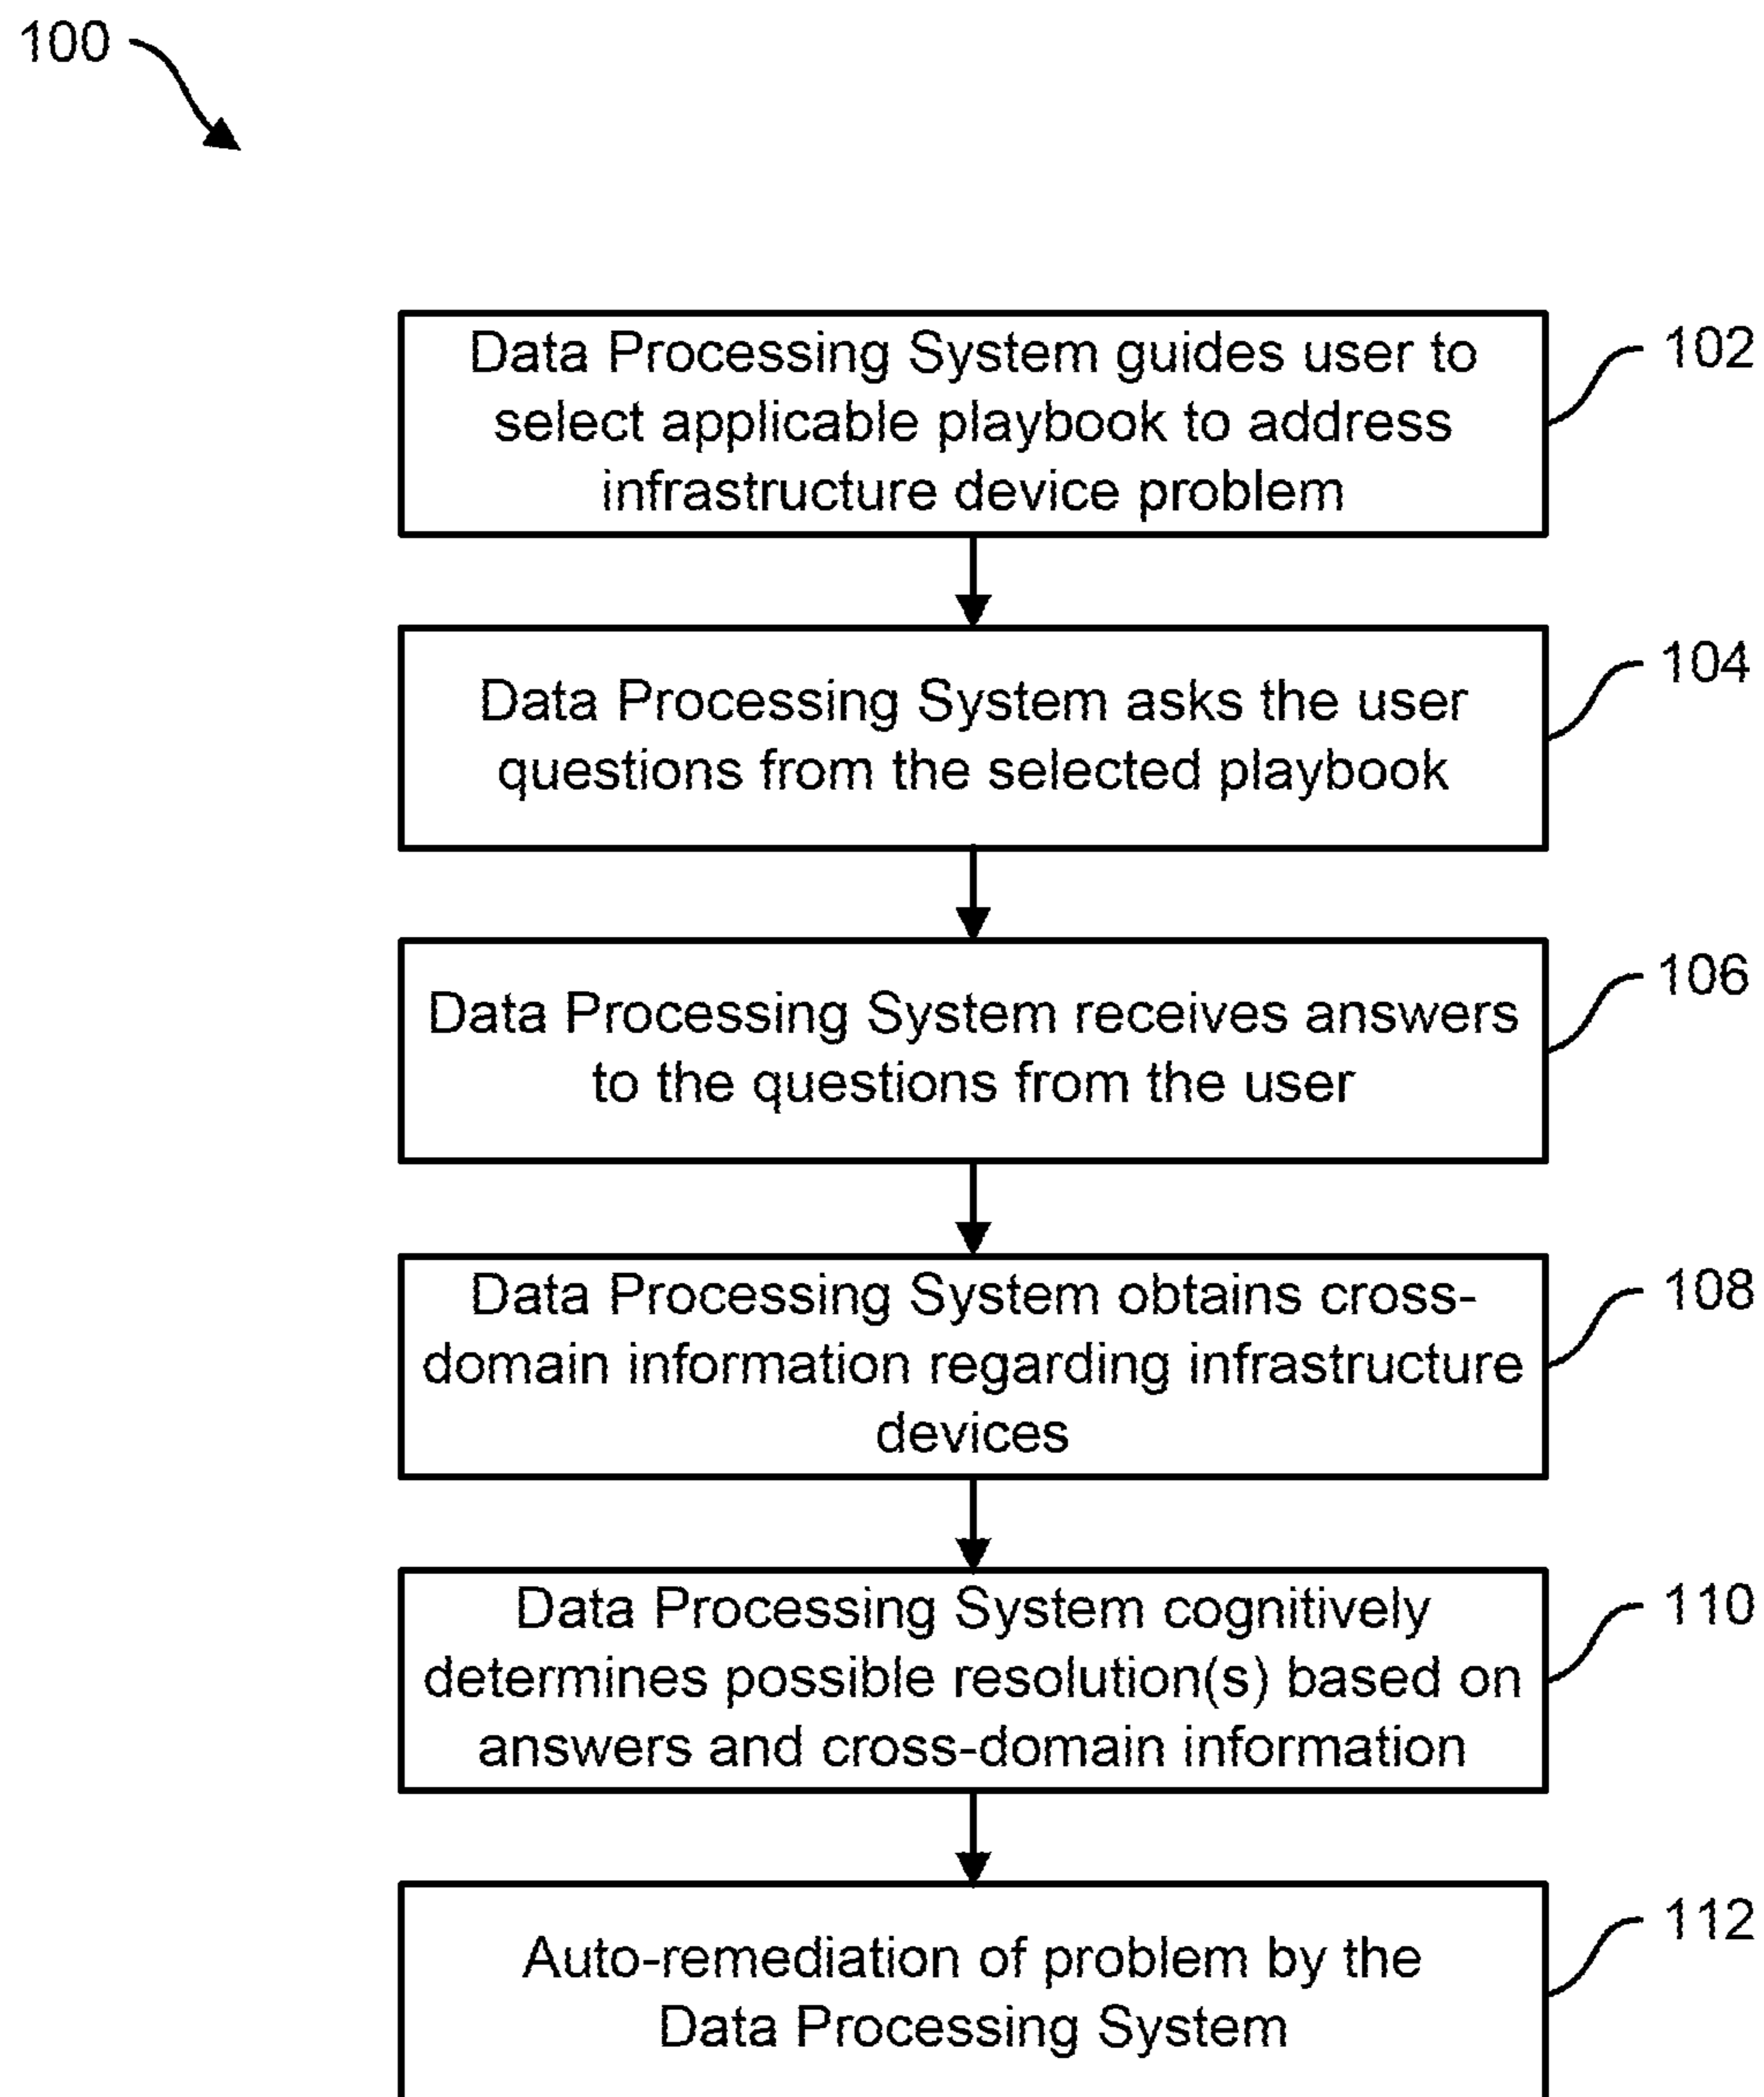 100
Data Processing System guides user to
select applicable playbook to address
infrastructure device problem
102
Data Processing System asks the user
questions from the selected playbook
104
Data Processing System receives answers
to the questions from the user
106
Data Processing System obtains cross-
domain information regarding infrastructure
devices
108
Data Processing System cognitively
determines possible resolution(s) based on
answers and cross-domain information
110
Auto-remediation of problem by the
Data Processing System
112